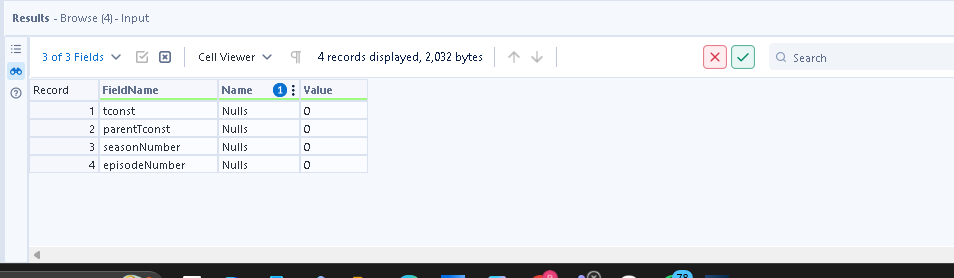 Results - Browse (4) - Input
3 of 3 Fields Cell Viewer 4 records displayed, 2,032 bytes Search
Record FieldName Name 1 Value
1 tconst Nulls 0
2 parentTconst Nulls 0
3 seasonNumber Nulls 0
4 episodeNumber Nulls 0